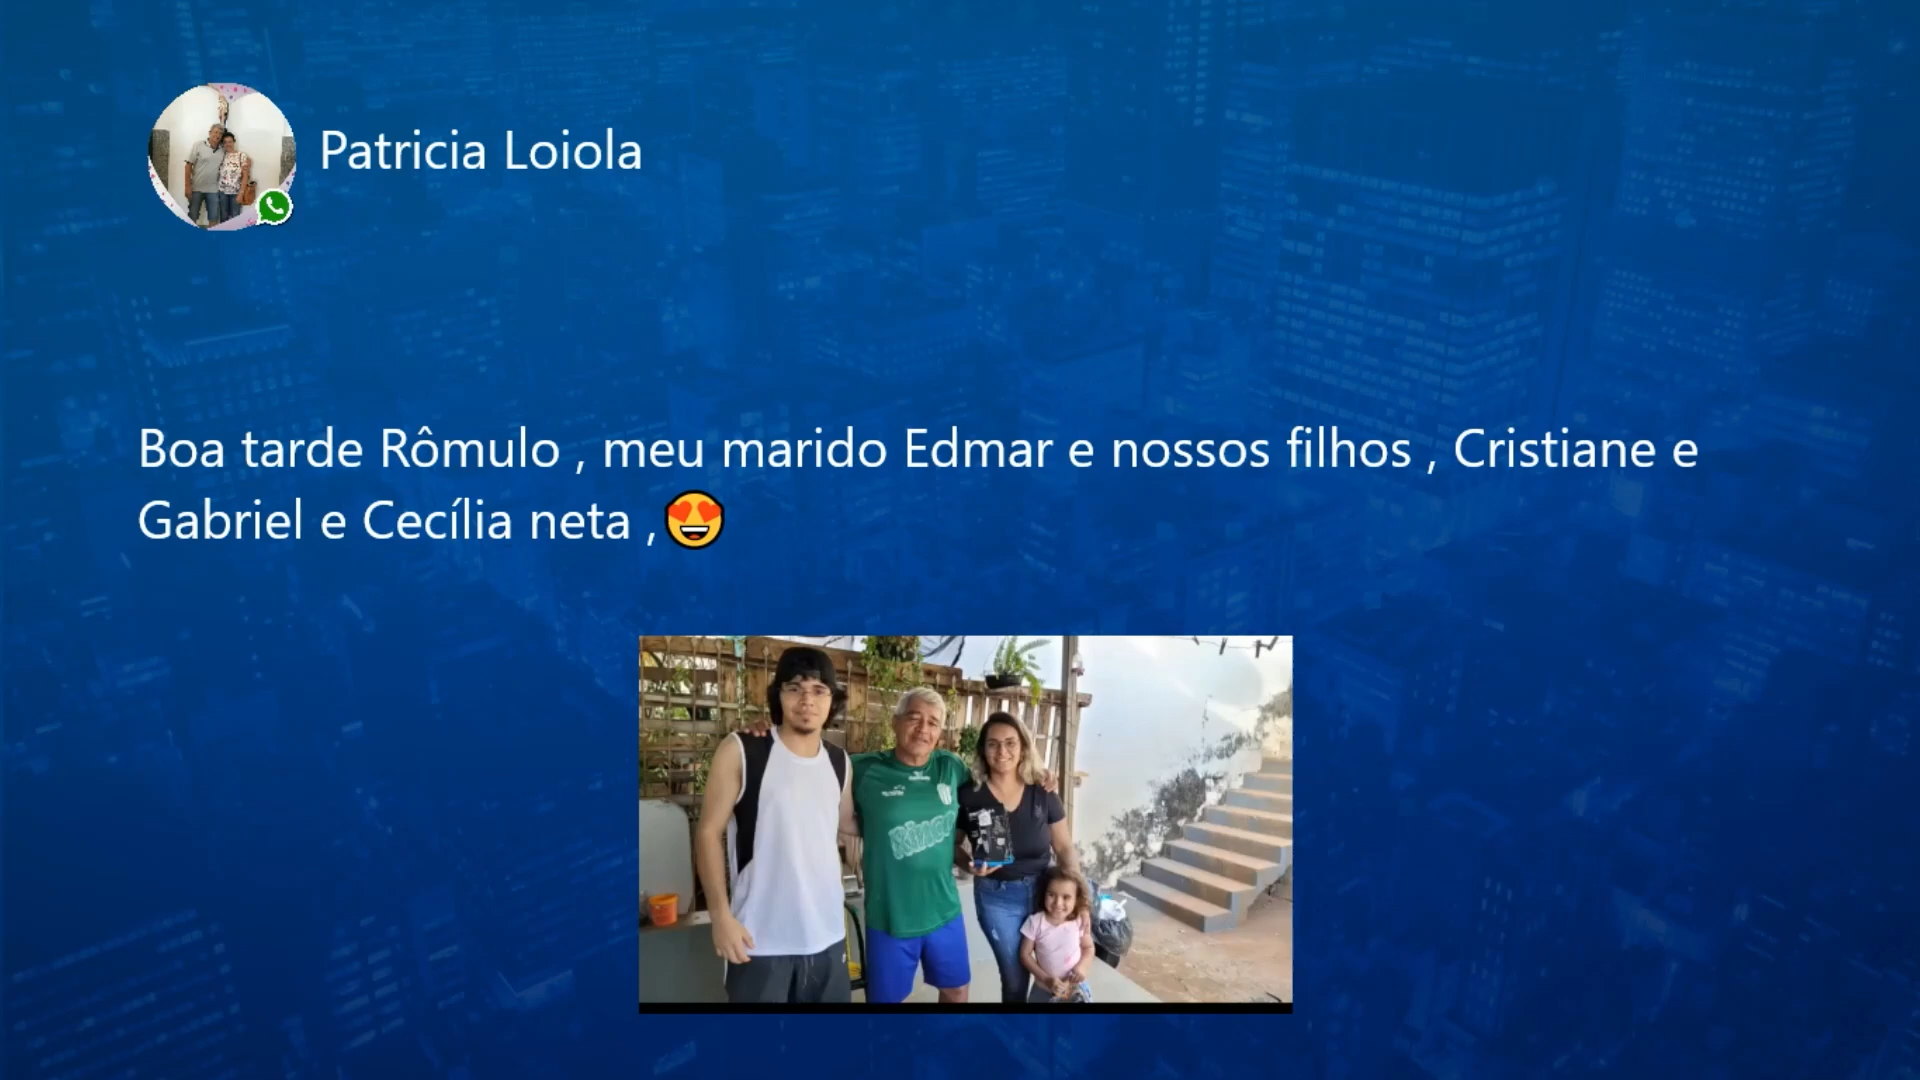 Patricia Loiola
Boa tarde Rômulo , meu marido Edmar e nossos filhos , Cristiane e
Gabriel e Cecília neta ,😍